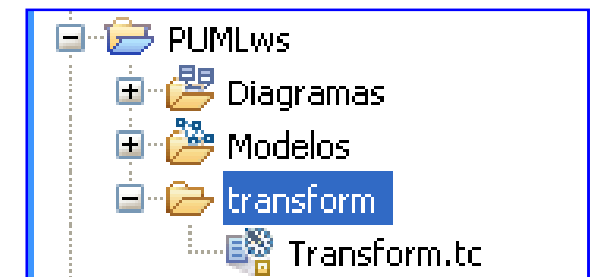 PUMLws
Diagramas
Modelos
transform
Transform.tc